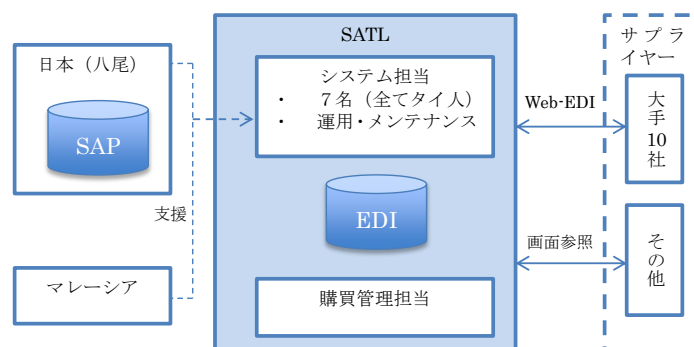 SATL
日本（八尾）
SAP
支援
マレーシア
システム担当
・ ７名（全てタイ人）
・ 運用・メンテナンス
EDI
購買管理担当
Web-EDI
画面参照
サプラ
イヤー
大手10社
その他